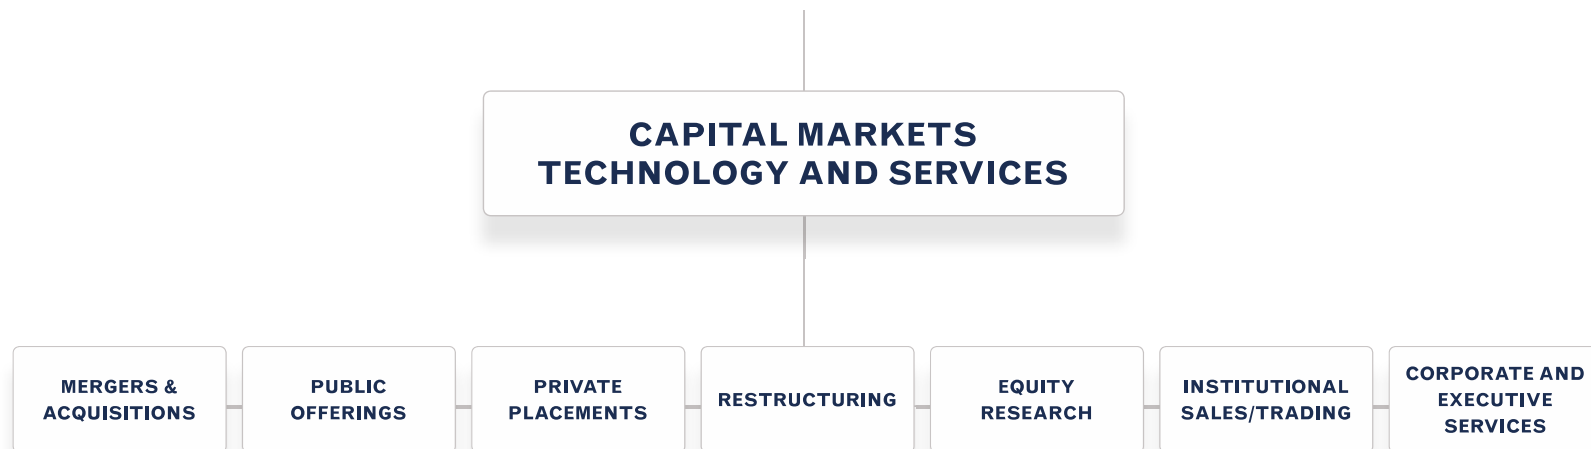 CAPITAL MARKETS
TECHNOLOGY AND SERVICES
MERGERS &
ACQUISITIONS
PUBLIC
OFFERINGS
PRIVATE
PLACEMENTS
RESTRUCTURING
EQUITY
RESEARCH
INSTITUTIONAL
SALES/TRADING
CORPORATE AND
EXECUTIVE
SERVICES